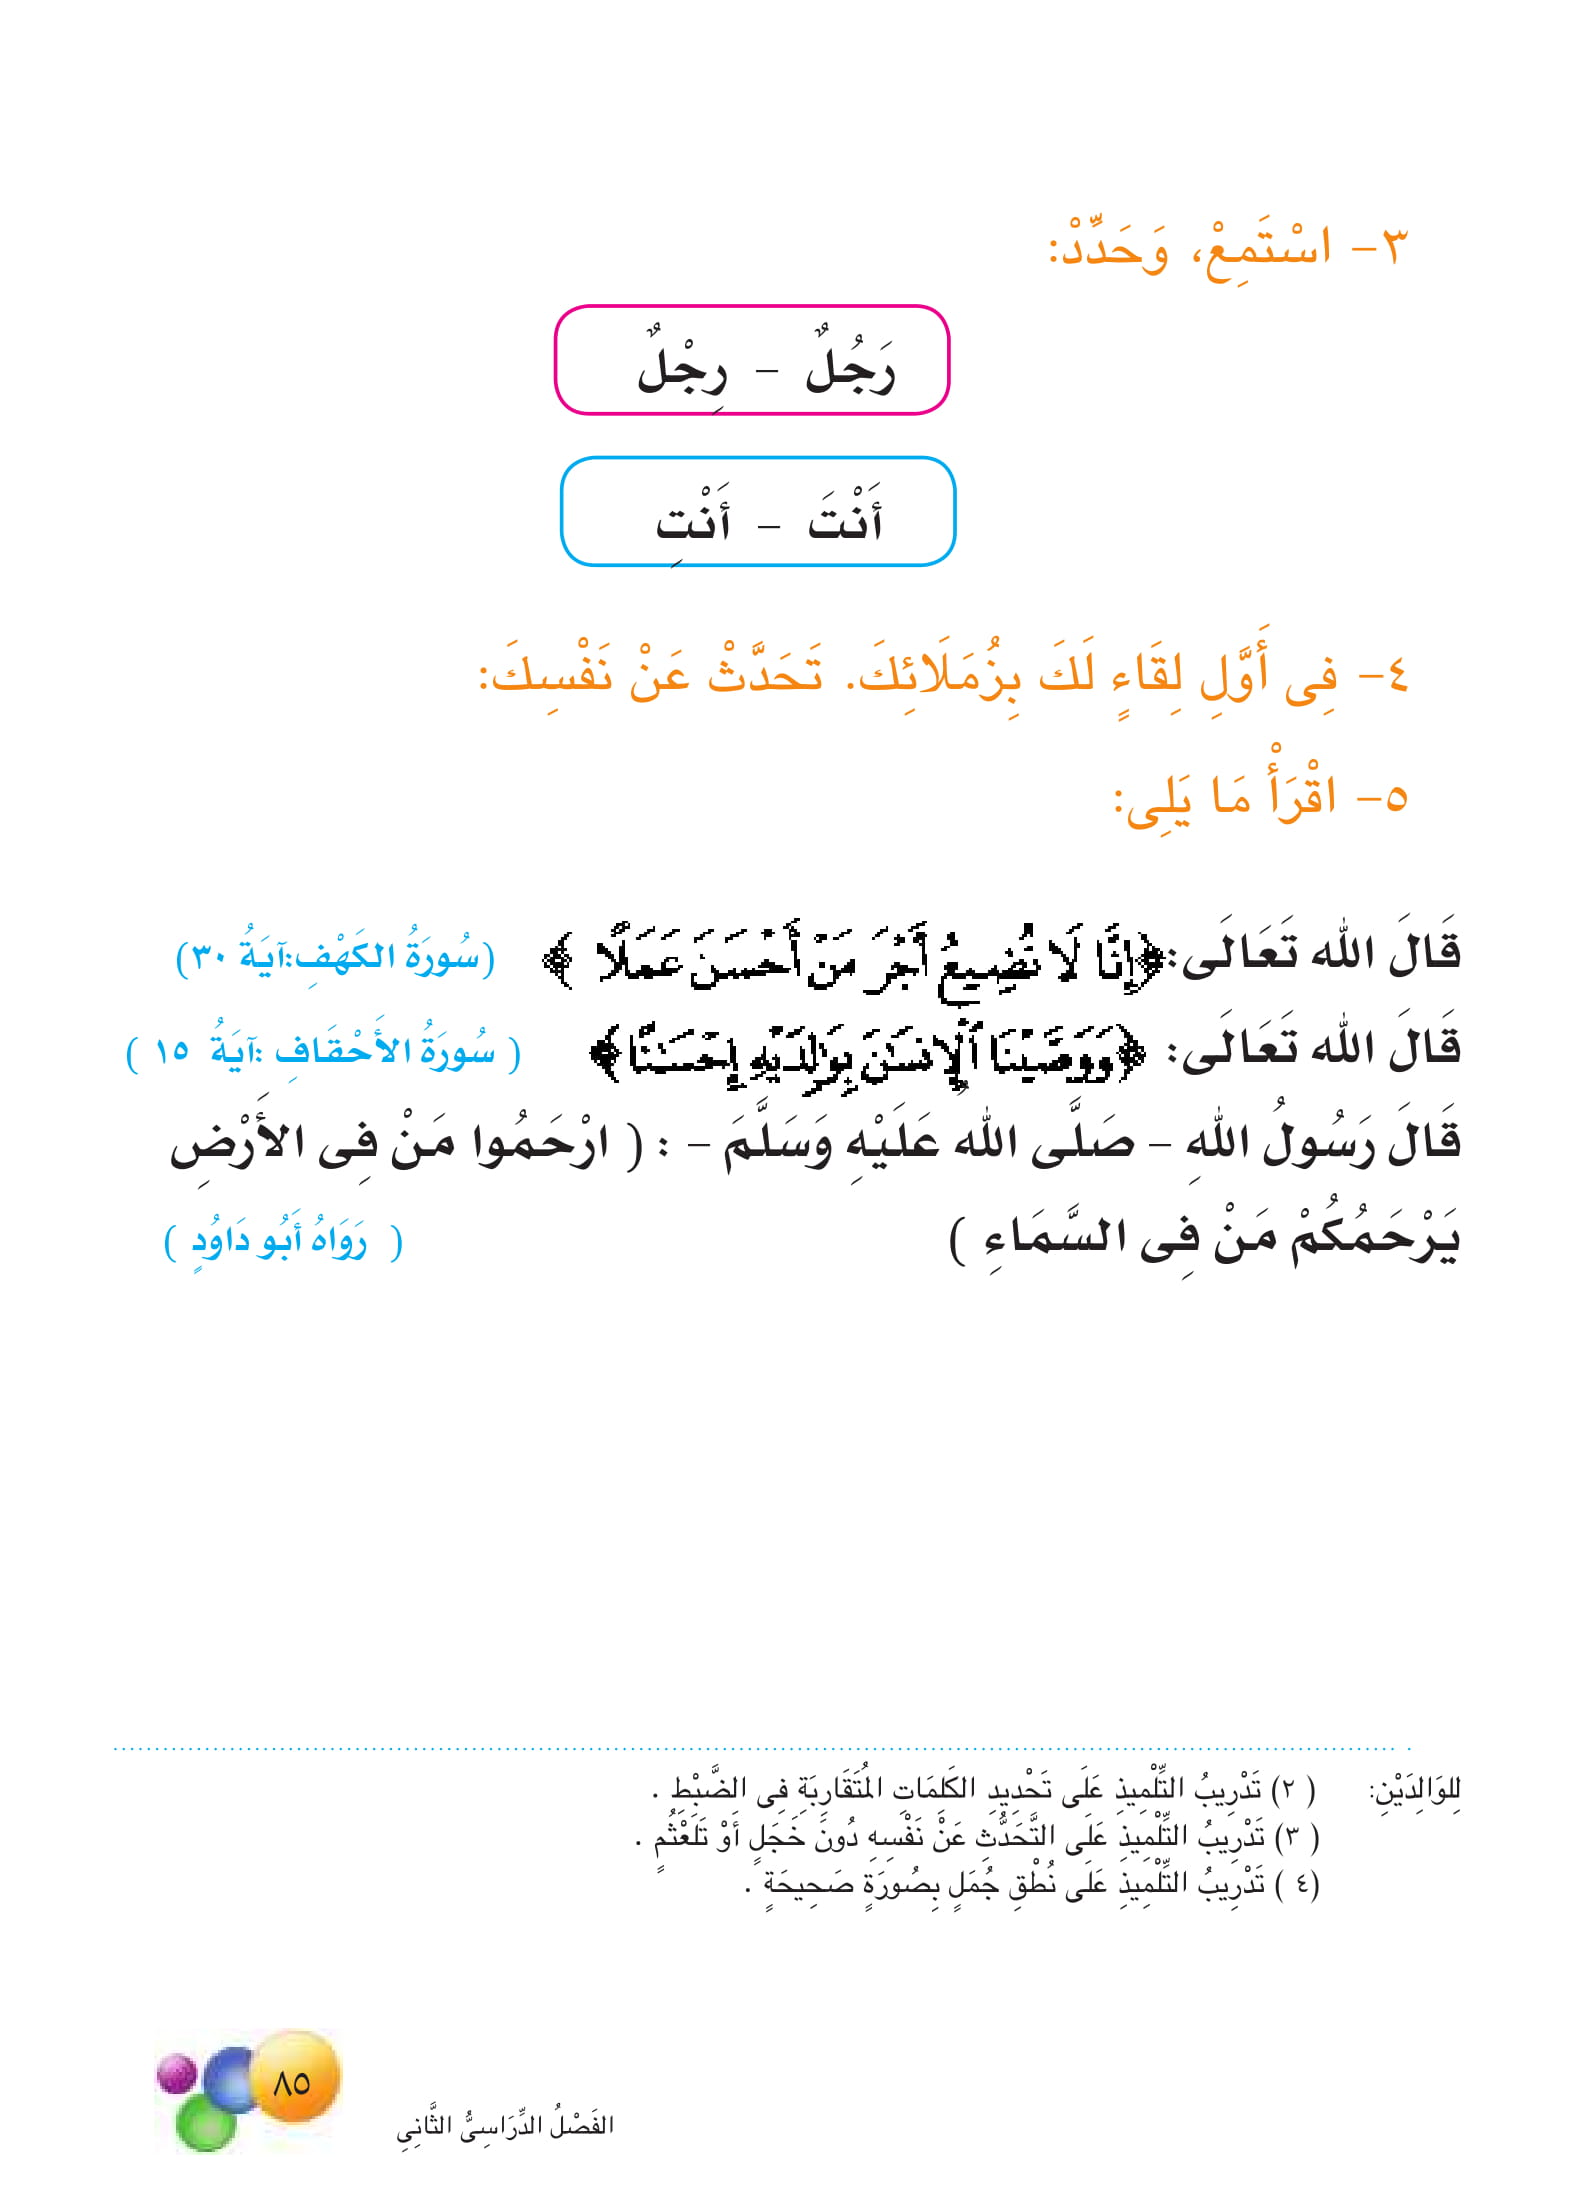 ٣- اسْتَمِعْ، وَحَدِّدْ:
رَجُلٌ - رِجْلٌ
أَنْتَ - أَنْتِ
٤- فِى أَوَّلِ لِقَاءٍ لَكَ بِزُمَلَائِكَ. تَحَدَّثْ عَنْ نَفْسِكَ:
٥- اقْرَأْ مَا يَلِى:
قَالَ الله تَعَالَى: ﴿إِنَّا لَا نُضِيعُ أَجْرَ مَنْ أَحْسَنَ عَمَلًا ﴾ (سُورَةُ الكَهْفِ:آيَةُ ٣٠)
قَالَ الله تَعَالَى: ﴿وَوَصَّيْنَا ٱلْإِنسَٰنَ بِوَٰلِدَيْهِ إِحْسَٰنًا﴾ ( سُورَةُ الأَحْقَافِ :آيَةُ ١٥ )
قَالَ رَسُولُ اللهِ - صَلَّى اللهُ عَلَيْهِ وَسَلَّمَ - : ( ارْحَمُوا مَنْ فِى الأَرْضِ
يَرْحَمُكُمْ مَنْ فِى السَّمَاءِ ) ( رَوَاهُ أَبُو دَاوُدٍ )
لِلوَالِدَيْنِ: ( ٢) تَدْرِيبُ التِّلْمِيذِ عَلَى تَحْدِيدِ الكَلِمَاتِ المُتَقَارِبَةِ فِى الضَّبْطِ .
( ٣) تَدْرِيبُ التِّلْمِيذِ عَلَى التَّحَدُّثِ عَنْ نَفْسِهِ دُونَ خَجَلٍ أَوْ تَلَعْثُمٍ .
(٤ ) تَدْرِيبُ التِّلْمِيذِ عَلَى نُطْقِ جُمَلٍ بِصُورَةٍ صَحِيحَةٍ .
٨٥
الفَصْلُ الدِّرَاسِىُّ الثَّانِي